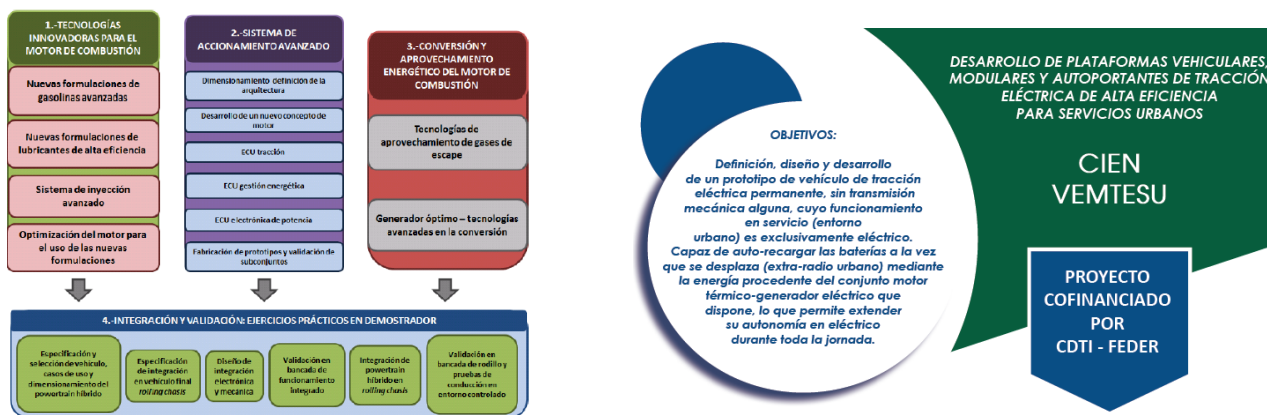 1.-TECNOLOGÍAS
INNOVADORAS PARA EL
MOTOR DE COMBUSTIÓN
Nuevas formulaciones de
gasolinas avanzadas
Nuevas formulaciones de
lubricantes de alta eficiencia
Sistema de inyección
avanzado
Optimización del motor para
el uso de las nuevas
formulaciones
2.-SISTEMA DE
ACCIONAMIENTO AVANZADO
Dimensionamiento definición de la
arquitectura
Desarrollo de un nuevo concepto de
motor
ECU tracción
ECU gestión energética
ECU electrónica de potencia
Fabricación de prototipos y validación de
subconjuntos
3.-CONVERSIÓN Y
APROVECHAMIENTO
ENERGÉTICO DEL MOTOR DE
COMBUSTIÓN
Tecnologías de
aprovechamiento de gases de
escape
Generador óptimo – tecnologías
avanzadas en la conversión
4.-INTEGRACIÓN Y VALIDACIÓN: EJERCICIOS PRÁCTICOS EN DEMOSTRADOR
Especificación y
selección de vehículo,
casos de uso y
dimensionamiento del
powertrain híbrido
Especificación
de integración
en vehículo final
rolling chasis
Diseño de
integración
electrónica
y mecánica
Validación en
bancada de
funcionamiento
integrado
Integración de
powertrain
híbrido en
rolling chasis
Validación en
bancada de rodillo y
pruebas de
conducción en
entorno controlado
OBJETIVOS:
Definición, diseño y desarrollo
de un prototipo de vehículo de tracción
eléctrica permanente, sin transmisión
mecánica alguna, cuyo funcionamiento
en servicio (entorno
urbano) es exclusivamente eléctrico.
Capaz de auto-recargar las baterías a la vez
que se desplaza (extra-radio urbano) mediante
la energía procedente del conjunto motor
térmico-generador eléctrico que
dispone, lo que permite extender
su autonomía en eléctrico
durante toda la jornada.
DESARROLLO DE PLATAFORMAS VEHICULARES,
MODULARES Y AUTOPORTANTES DE TRACCIÓN
ELÉCTRICA DE ALTA EFICIENCIA
PARA SERVICIOS URBANOS
CIEN
VEMTESU
PROYECTO
COFINANCIADO
POR
CDTI - FEDER